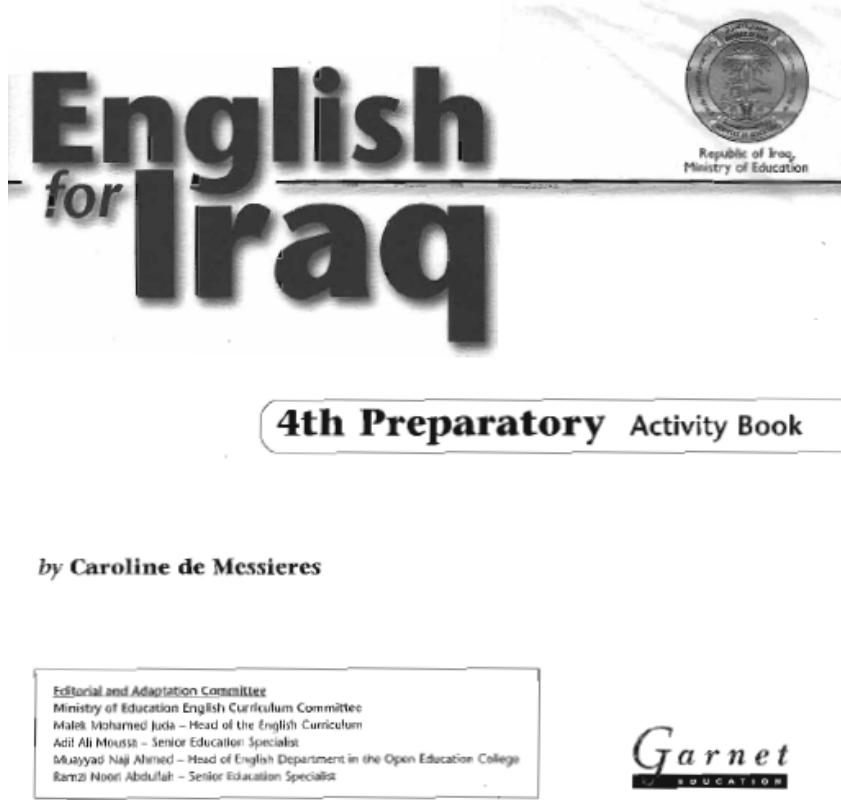 English
for Iraq
Republic of Iraq,
Ministry of Education
4th Preparatory Activity Book
by Caroline de Messieres
Editorial and Adaptation Committee
Ministry of Education English Curriculum Committee
Malek Mohamed Juda – Head of the English Curriculum
Adil Ali Moussa – Senior Education Specialist
Muayyad Naji Ahmed – Head of English Department in the Open Education College
Ramzi Noori Abdullah – Senior Education Specialist
Garnet
EDUCATION